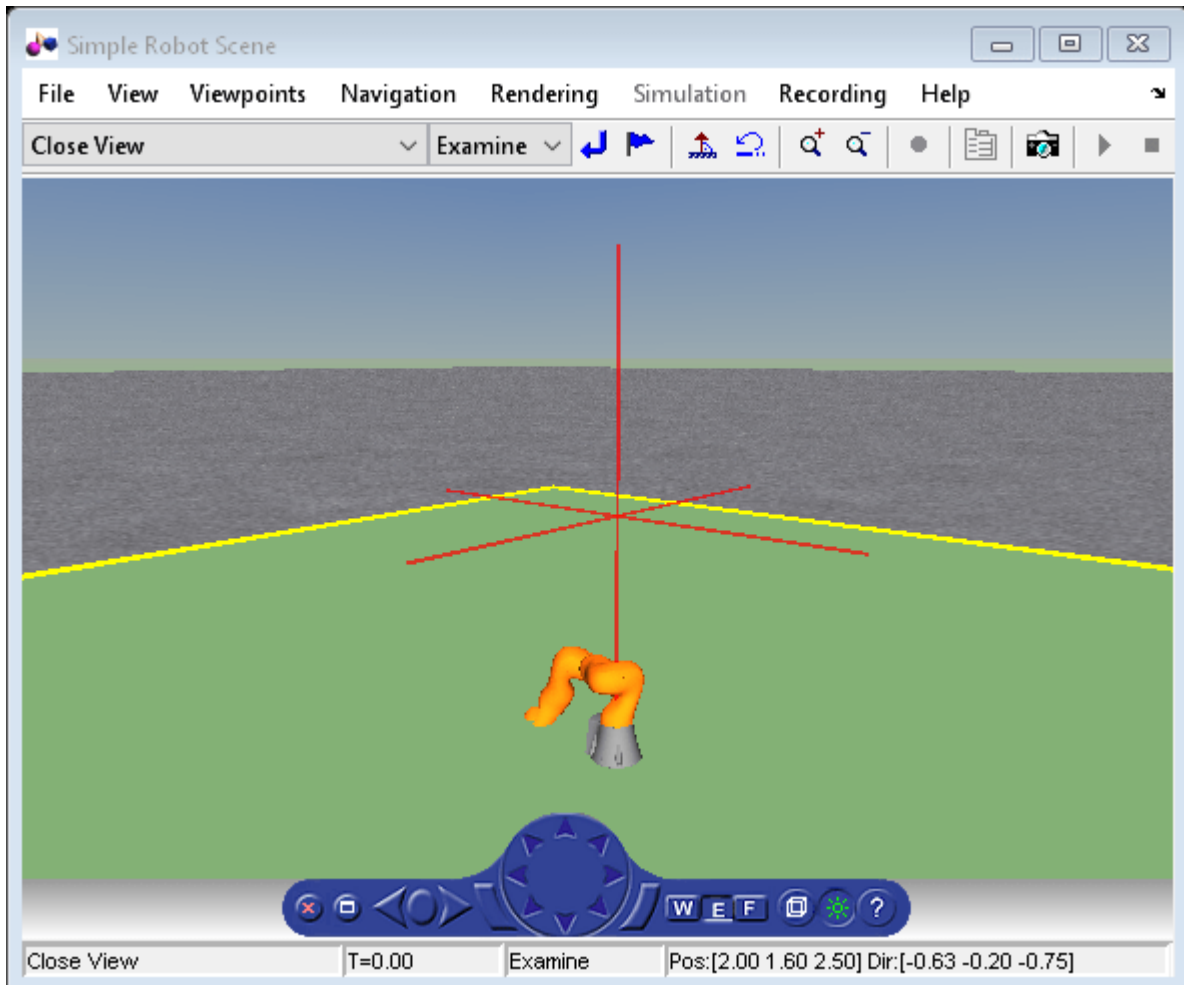 Simple Robot Scene
File View Viewpoints Navigation Rendering Simulation Recording Help
Close View Examine
W E F ?
Close View T=0.00 Examine Pos:[2.00 1.60 2.50] Dir:[-0.63 -0.20 -0.75]